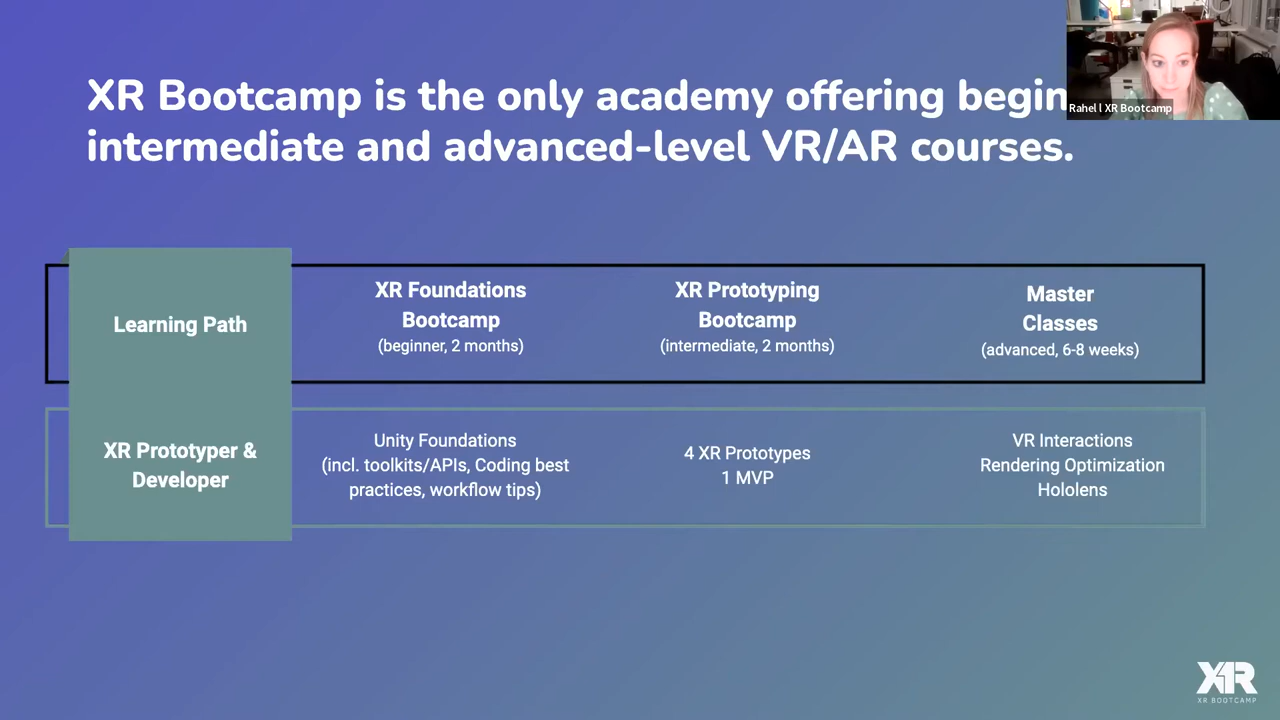 XR Bootcamp is the only academy offering begin
intermediate and advanced-level VR/AR courses.
Rahel l XR Bootcamp
Learning Path
XR Foundations
Bootcamp
(beginner, 2 months)
XR Prototyping
Bootcamp
(intermediate, 2 months)
Master
Classes
(advanced, 6-8 weeks)
XR Prototyper &
Developer
Unity Foundations
(incl. toolkits/APIs, Coding best
practices, workflow tips)
4 XR Prototypes
1 MVP
VR Interactions
Rendering Optimization
Hololens
XR
XR BOOTCAMP